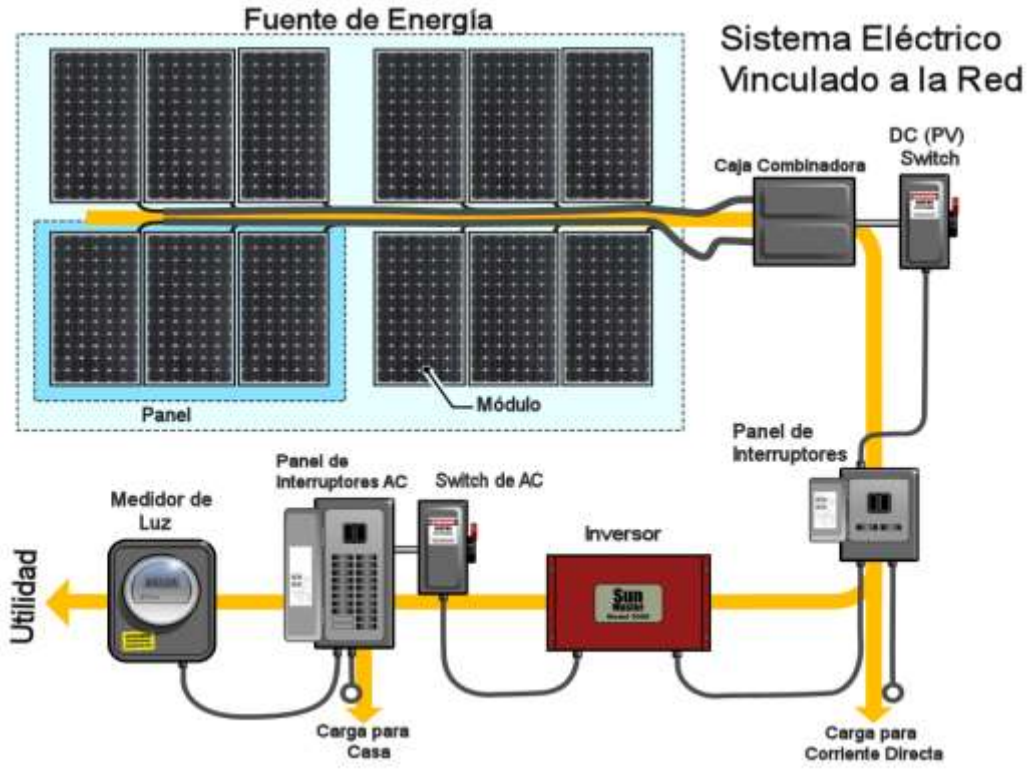 Fuente de Energía
Sistema Eléctrico
Vinculado a la Red
DC (PV)
Switch
Caja Combinadora
Panel
Módulo
Panel de
Interruptores
Panel de
Interruptores AC
Switch de AC
Medidor de
Luz
Inversor
Sun
Utilidad
Carga para
Casa
Carga para
Corriente Directa